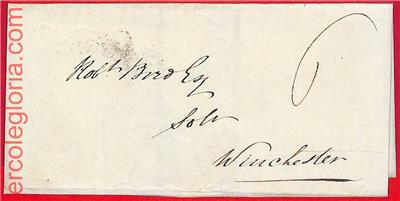 Robt. Bird Esq
Solr
Winchester
ercolegloria.com